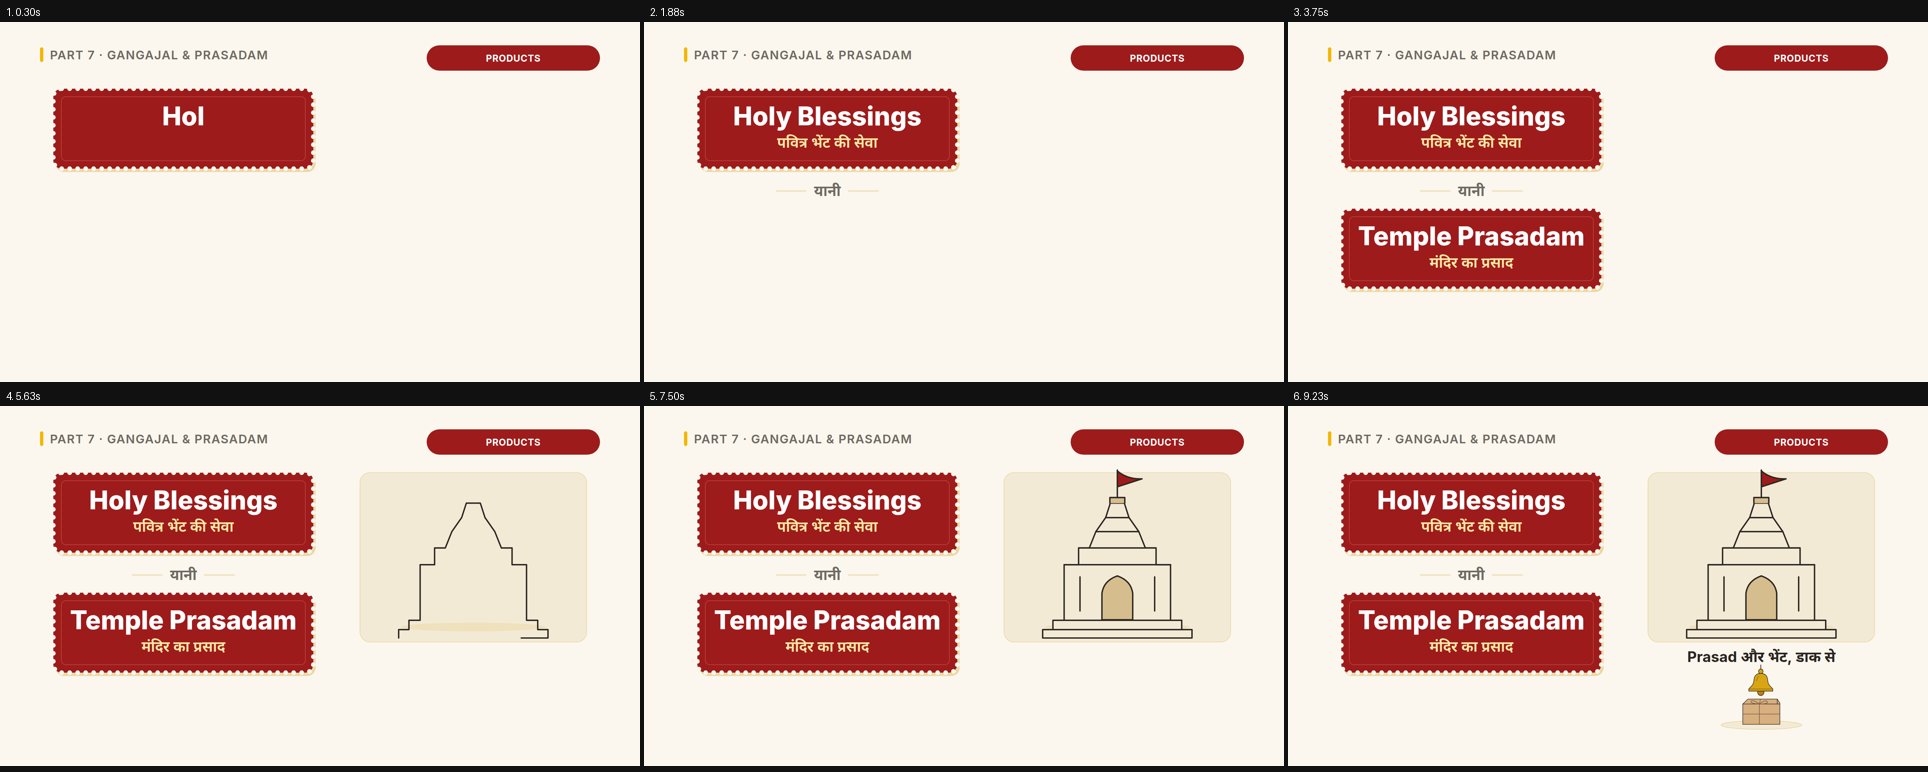 1. 0.30s
PART 7 · GANGAJAL & PRASADAM
PRODUCTS
Hol
2. 1.88s
PART 7 · GANGAJAL & PRASADAM
PRODUCTS
Holy Blessings
पवित्र भेंट की सेवा
यानी
3. 3.75s
PART 7 · GANGAJAL & PRASADAM
PRODUCTS
Holy Blessings
पवित्र भेंट की सेवा
यानी
Temple Prasadam
मंदिर का प्रसाद
4. 5.63s
PART 7 · GANGAJAL & PRASADAM
PRODUCTS
Holy Blessings
पवित्र भेंट की सेवा
यानी
Temple Prasadam
मंदिर का प्रसाद
5. 7.50s
PART 7 · GANGAJAL & PRASADAM
PRODUCTS
Holy Blessings
पवित्र भेंट की सेवा
यानी
Temple Prasadam
मंदिर का प्रसाद
6. 9.23s
PART 7 · GANGAJAL & PRASADAM
PRODUCTS
Holy Blessings
पवित्र भेंट की सेवा
यानी
Temple Prasadam
मंदिर का प्रसाद
Prasad और भेंट, डाक से